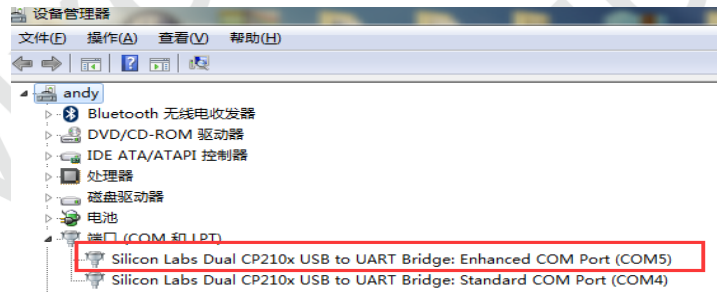 设备管理器
文件(F) 操作(A) 查看(V) 帮助(H)
andy
Bluetooth 无线电收发器
DVD/CD-ROM 驱动器
IDE ATA/ATAPI 控制器
处理器
磁盘驱动器
电池
端口 (COM 和 LPT)
Silicon Labs Dual CP210x USB to UART Bridge: Enhanced COM Port (COM5)
Silicon Labs Dual CP210x USB to UART Bridge: Standard COM Port (COM4)